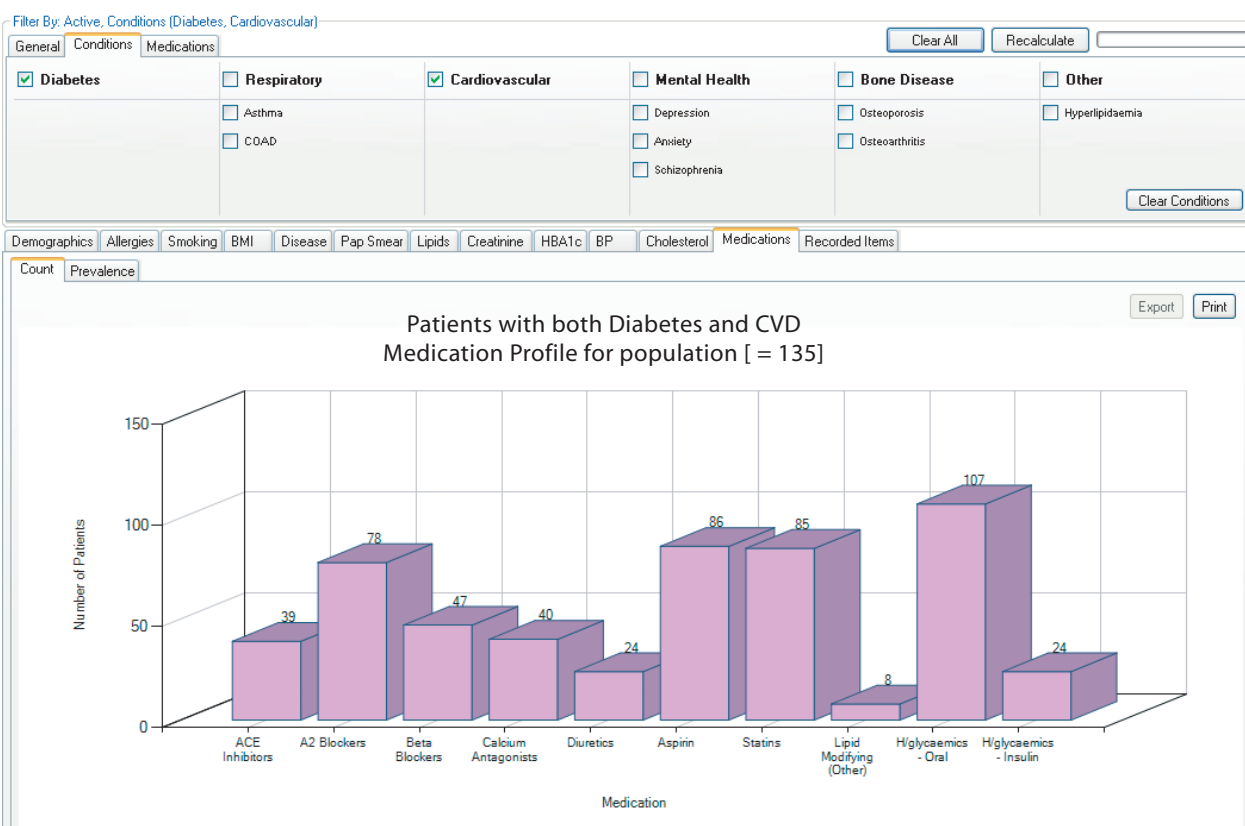 Filter By: Active, Conditions (Diabetes, Cardiovascular)
General Conditions Medications Clear All Recalculate
Diabetes Respiratory Cardiovascular Mental Health Bone Disease Other
Asthma Depression Osteoporosis Hyperlipidaemia
COAD Anxiety Osteoarthritis
Schizophrenia
Clear Conditions
Demographics Allergies Smoking BMI Disease Pap Smear Lipids Creatinine HBA1c BP Cholesterol Medications Recorded Items
Count Prevalence
Export Print
Patients with both Diabetes and CVD
Medication Profile for population [ = 135]
Number of Patients
150
100
50
0
39
78
47
40
24
86
85
8
107
24
ACE
Inhibitors
A2 Blockers
Beta
Blockers
Calcium
Antagonists
Diuretics
Aspirin
Statins
Lipid
Modifying
(Other)
H/glycaemics
- Oral
H/glycaemics
- Insulin
Medication